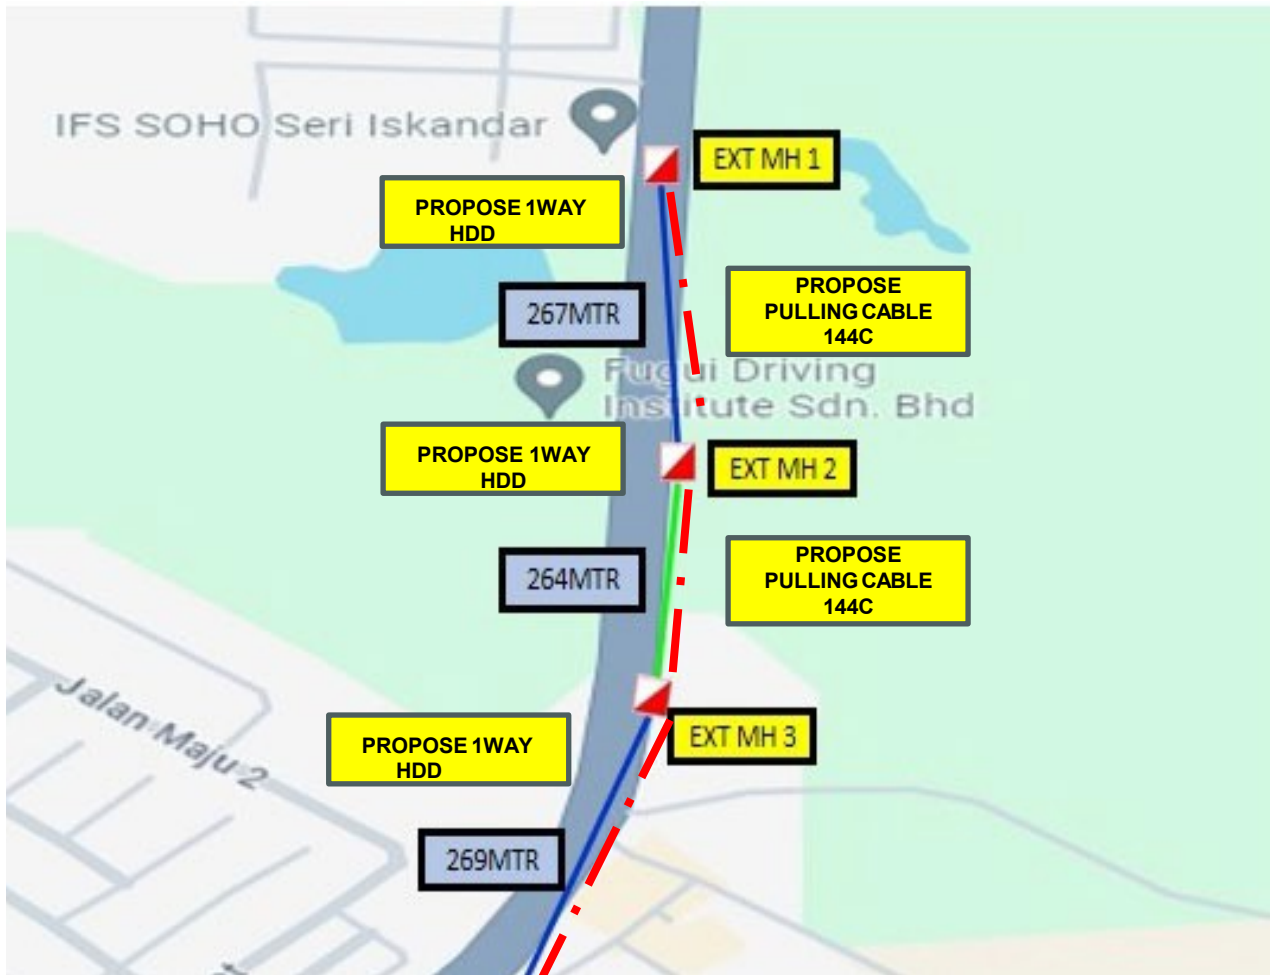 IFS SOHO Seri Iskandar
EXT MH 1
PROPOSE 1WAY
HDD
267MTR
PROPOSE
PULLING CABLE
144C
Fugui Driving
Institute Sdn. Bhd
PROPOSE 1WAY
HDD
EXT MH 2
264MTR
PROPOSE
PULLING CABLE
144C
Jalan Maju 2
PROPOSE 1WAY
HDD
EXT MH 3
269MTR